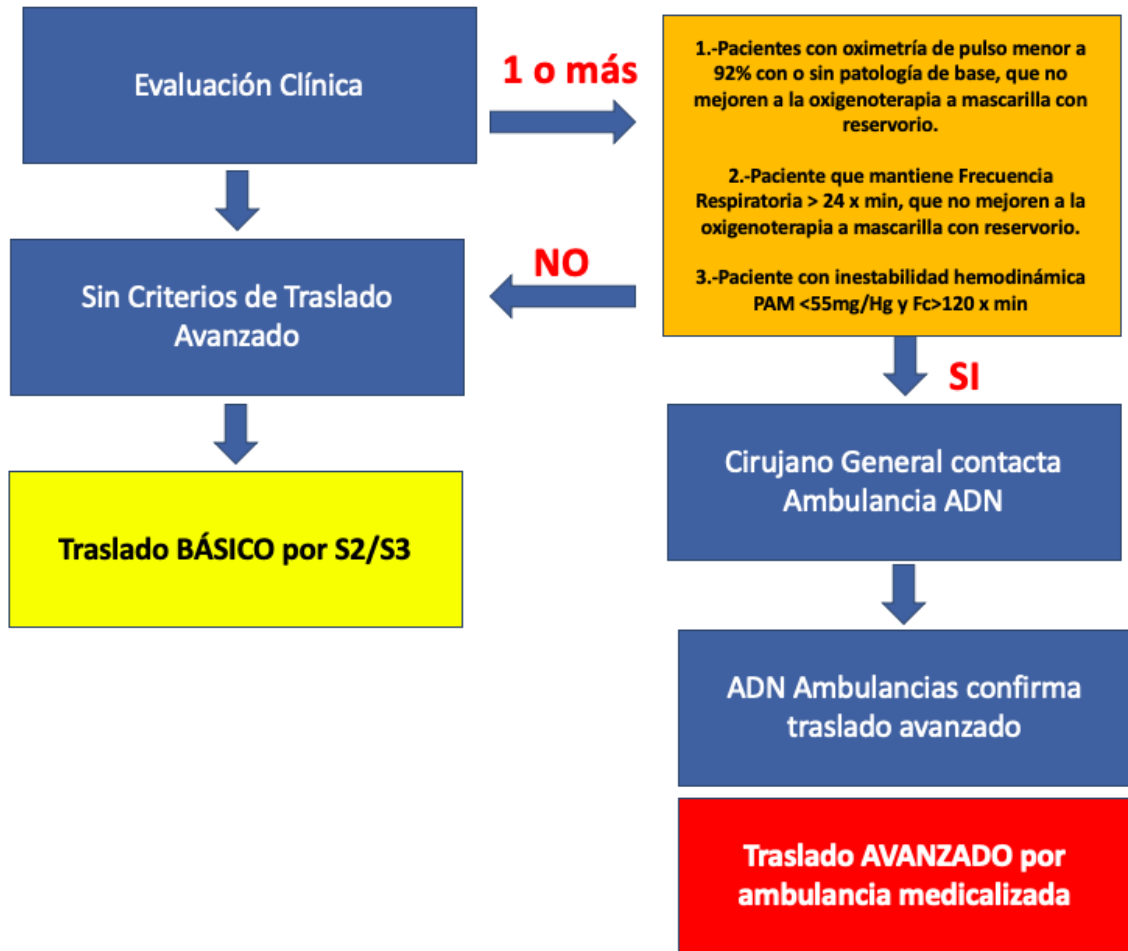 Evaluación Clínica
1 o más
1.-Pacientes con oximetría de pulso menor a
92% con o sin patología de base, que no
mejoren a la oxigenoterapia a mascarilla con
reservorio.
2.-Paciente que mantiene Frecuencia
Respiratoria > 24 x min, que no mejoren a la
oxigenoterapia a mascarilla con reservorio.
3.-Paciente con inestabilidad hemodinámica
PAM <55mg/Hg y Fc>120 x min
NO
Sin Criterios de Traslado
Avanzado
SI
Traslado BÁSICO por S2/S3
Cirujano General contacta
Ambulancia ADN
ADN Ambulancias confirma
traslado avanzado
Traslado AVANZADO por
ambulancia medicalizada